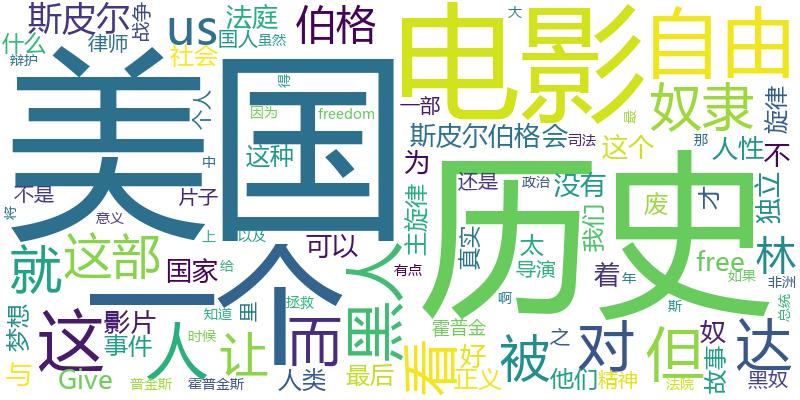 斯皮尔
战争
什么
律师
辩护
us
法庭
国人
虽然
社会
伯格
大
电影
自由
美国
个人
因为
得
freedom
这种
中
一部
奴隶
旋律
斯皮尔伯格会
司法
最
为
这个
那
人性
不
不是
片子
将
意义
上
以及
历史
主旋律
还是
政治
没有
我们
废
才
独立
真实
太
导演
着
年
free
如果
林
非洲
就
这部
国家
可以
一个
黑人
有点
啊
斯
总统
梦想
与
这
影片
事件
Give
知道
里
给
拯救
人
时候
让
而
人类
普金斯
霍普金斯
最后
看
霍普金
好
正义
被
之
他们
对
精神
但
奴
法院
故事
达
黑奴